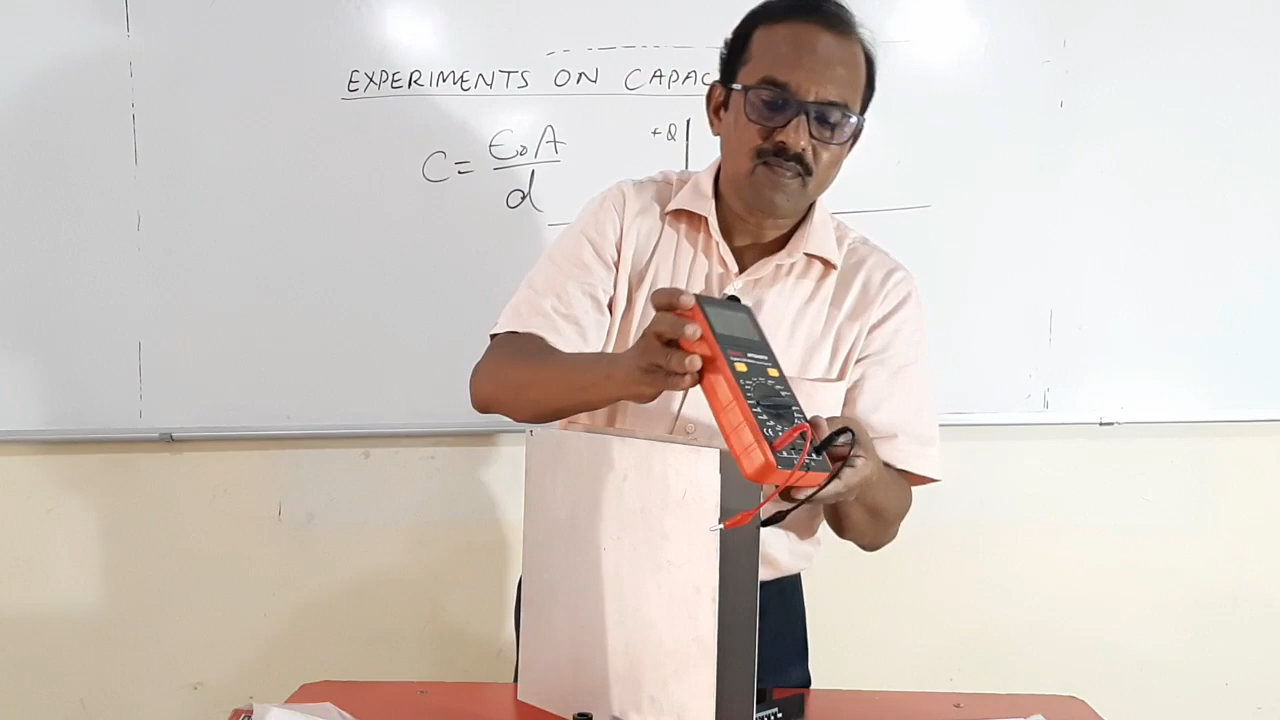 EXPERIMENTS ON CAPAC
+Q
C = ε₀A
d